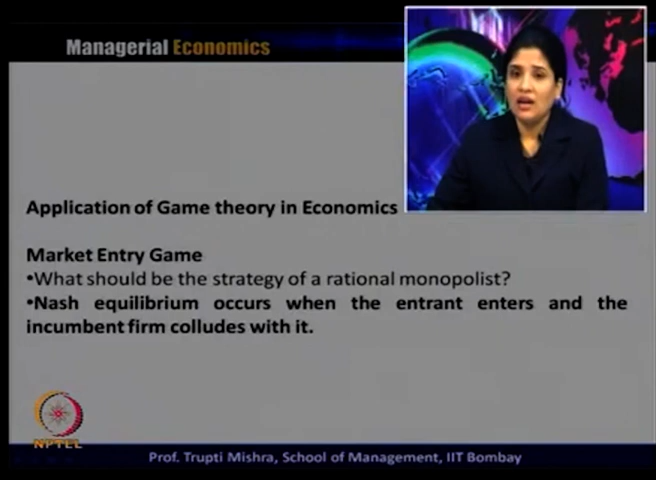 Managerial Economics
Application of Game theory in Economics
Market Entry Game
•What should be the strategy of a rational monopolist?
•Nash equilibrium occurs when the entrant enters and the
incumbent firm colludes with it.
NPTEL
Prof. Trupti Mishra, School of Management, IIT Bombay